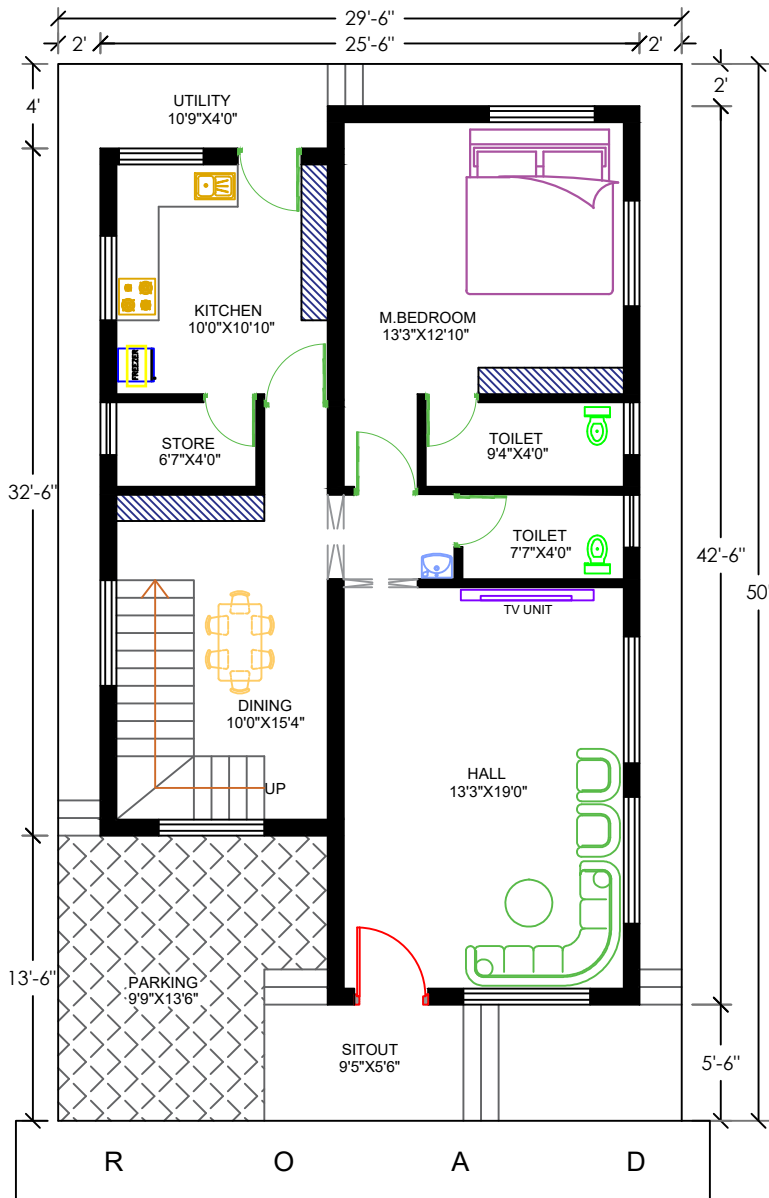 29'-6"
2'
25'-6"
2'
4'
2'
UTILITY
10'9"X4'0"
KITCHEN
10'0"X10'10"
M.BEDROOM
13'3"X12'10"
FREEZER
STORE
6'7"X4'0"
TOILET
9'4"X4'0"
32'-6"
TOILET
7'7"X4'0"
42'-6"
50'
TV UNIT
DINING
10'0"X15'4"
HALL
13'3"X19'0"
UP
13'-6"
PARKING
9'9"X13'6"
SITOUT
9'5"X5'6"
5'-6"
R O A D